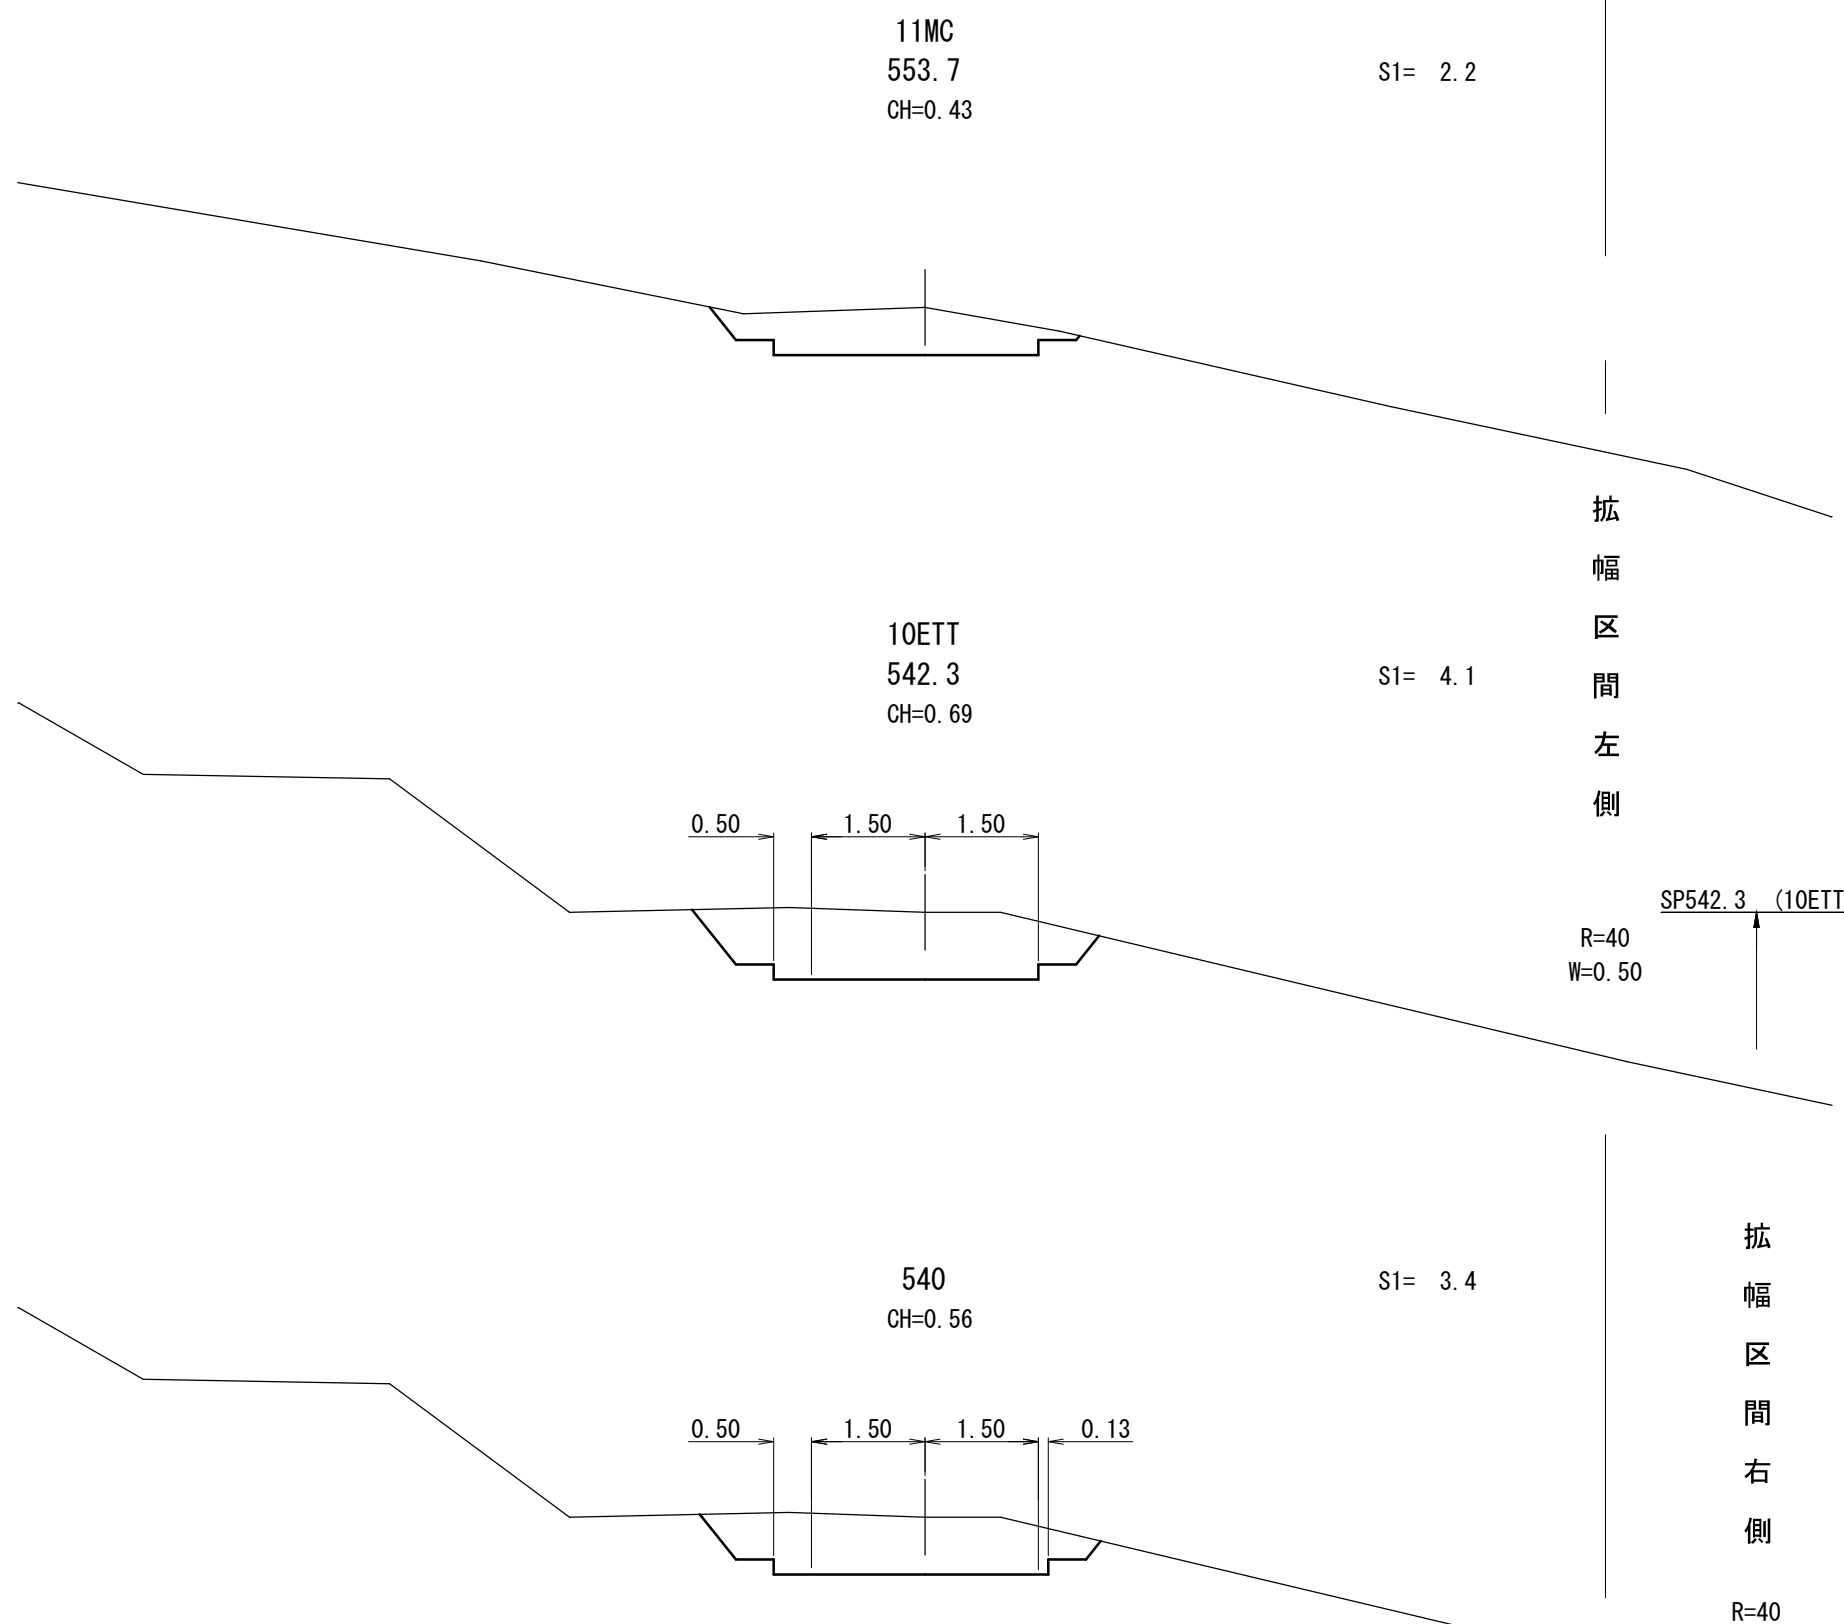 11MC
553.7
CH=0.43
S1= 2.2
10ETT
542.3
CH=0.69
S1= 4.1
拡幅区間左側
0.50 1.50 1.50
SP542.3 (10ETT
R=40
W=0.50
540
CH=0.56
S1= 3.4
拡幅区間右側
0.50 1.50 1.50 0.13
R=40